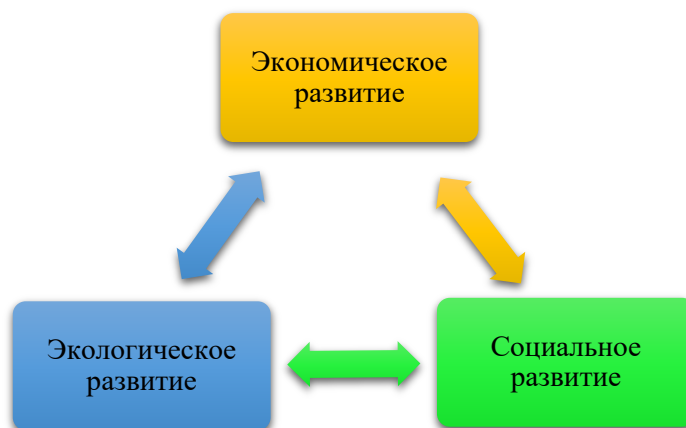 Экономическое
развитие
Экологическое
развитие
Социальное
развитие